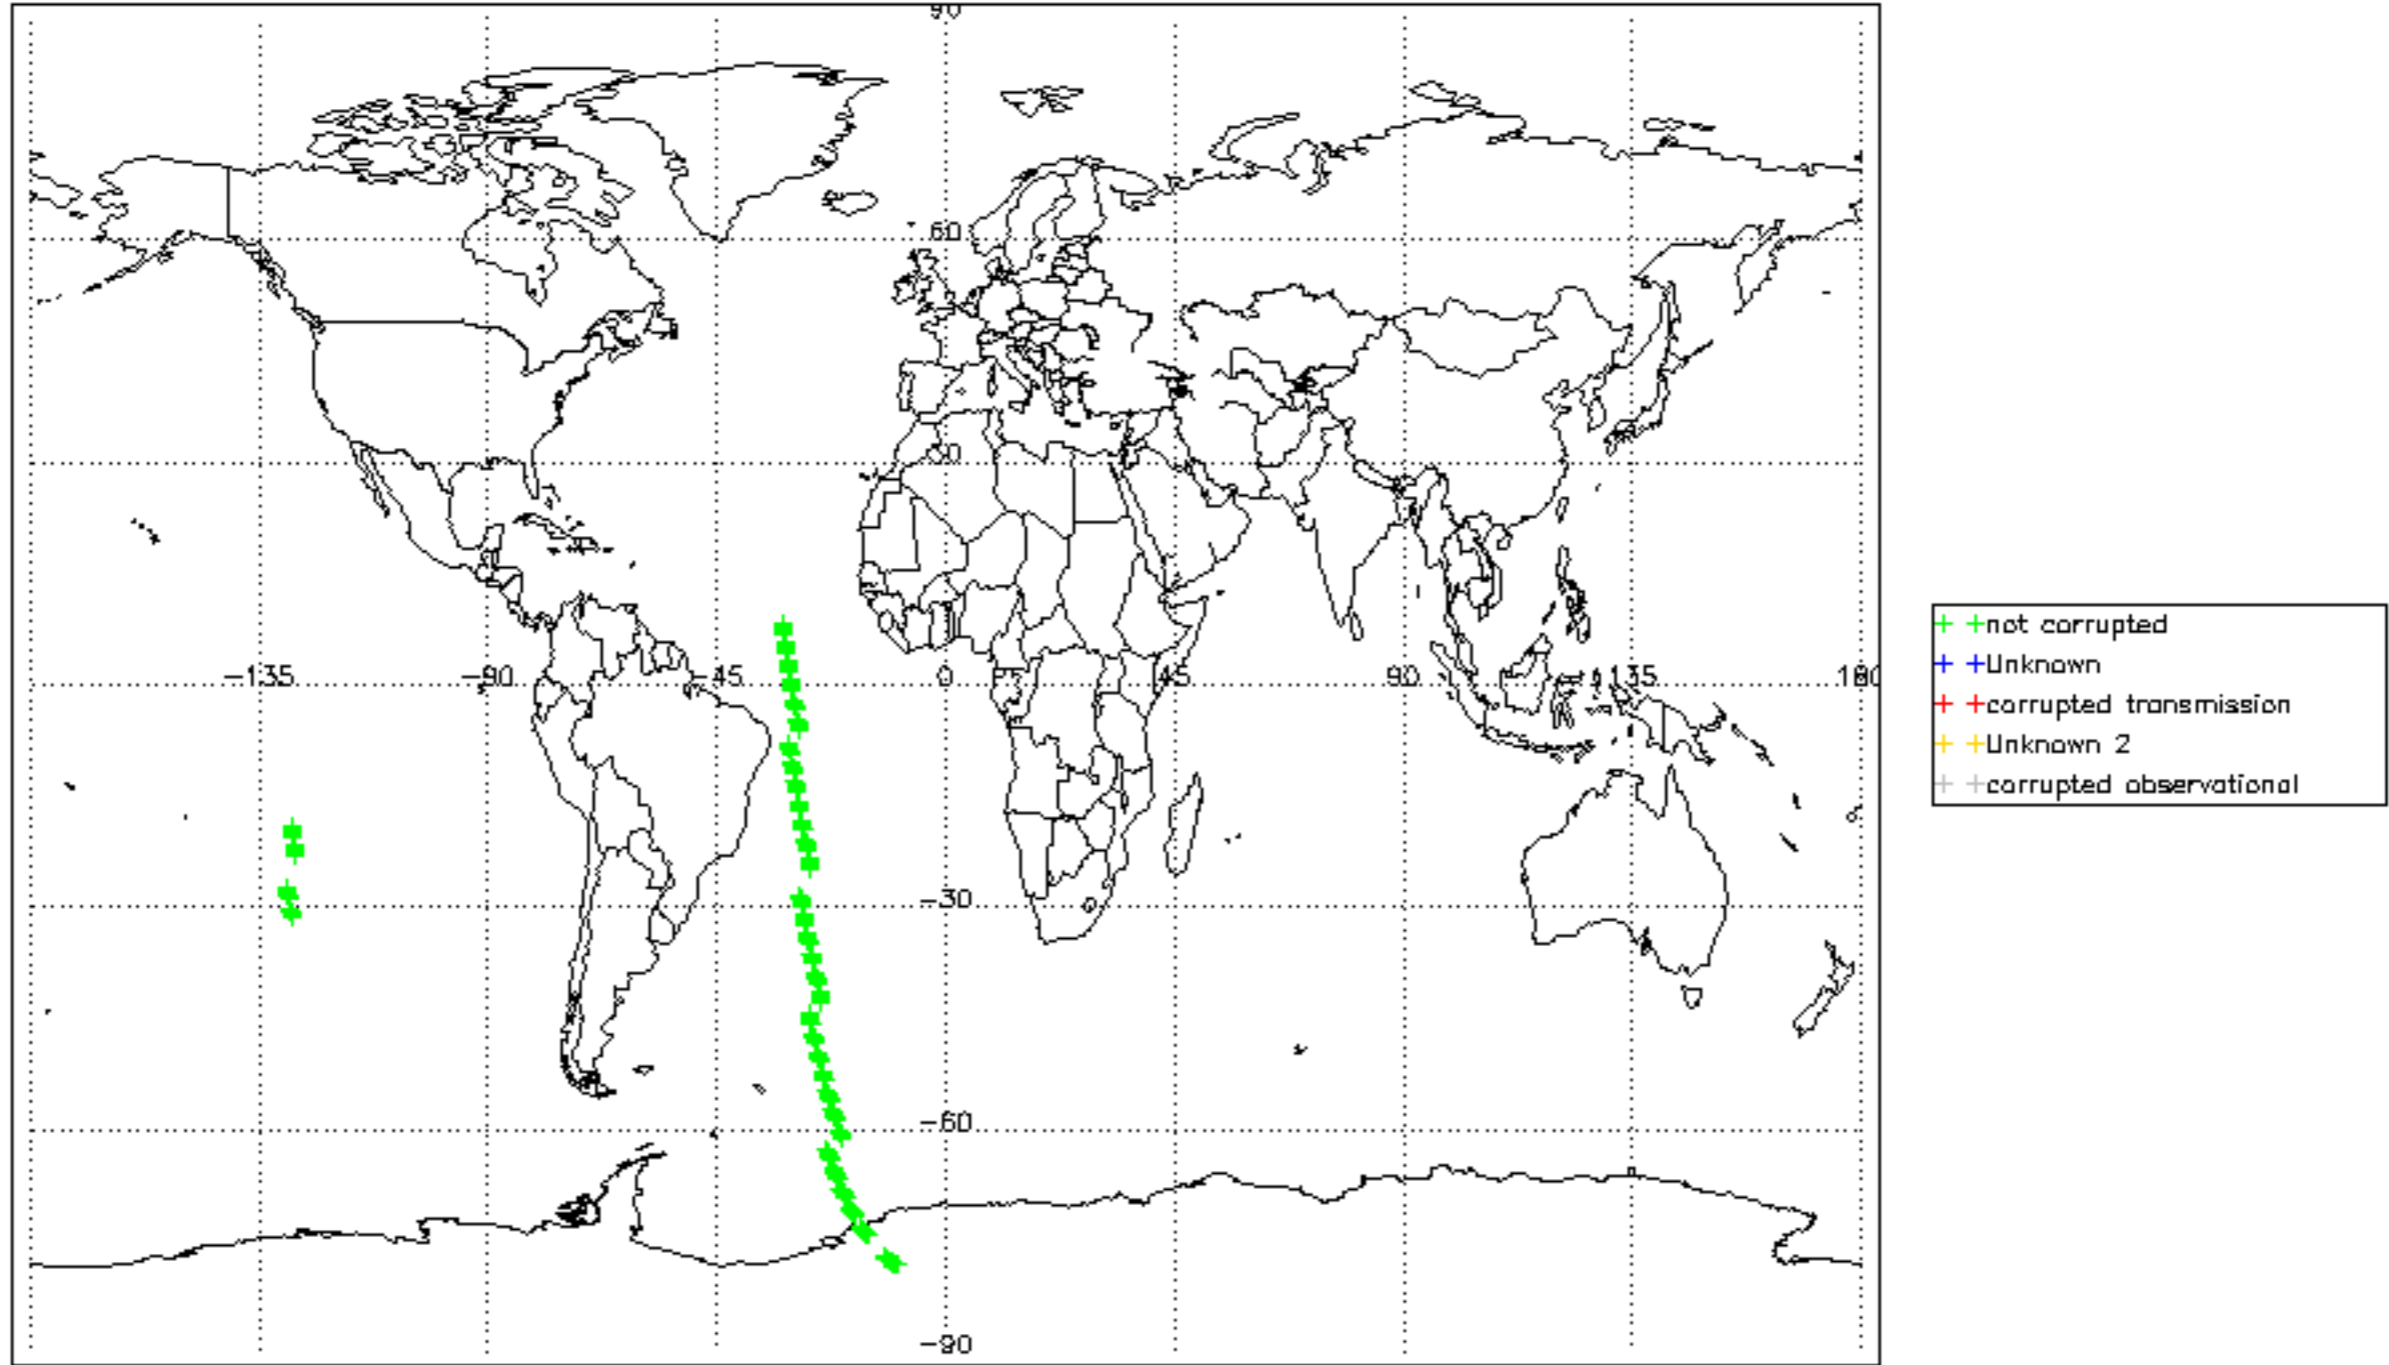 90
60
30
-135
-90
-45
0
45
90
135
180
-30
-60
-90
not corrupted
Unknown
corrupted transmission
Unknown 2
corrupted observational